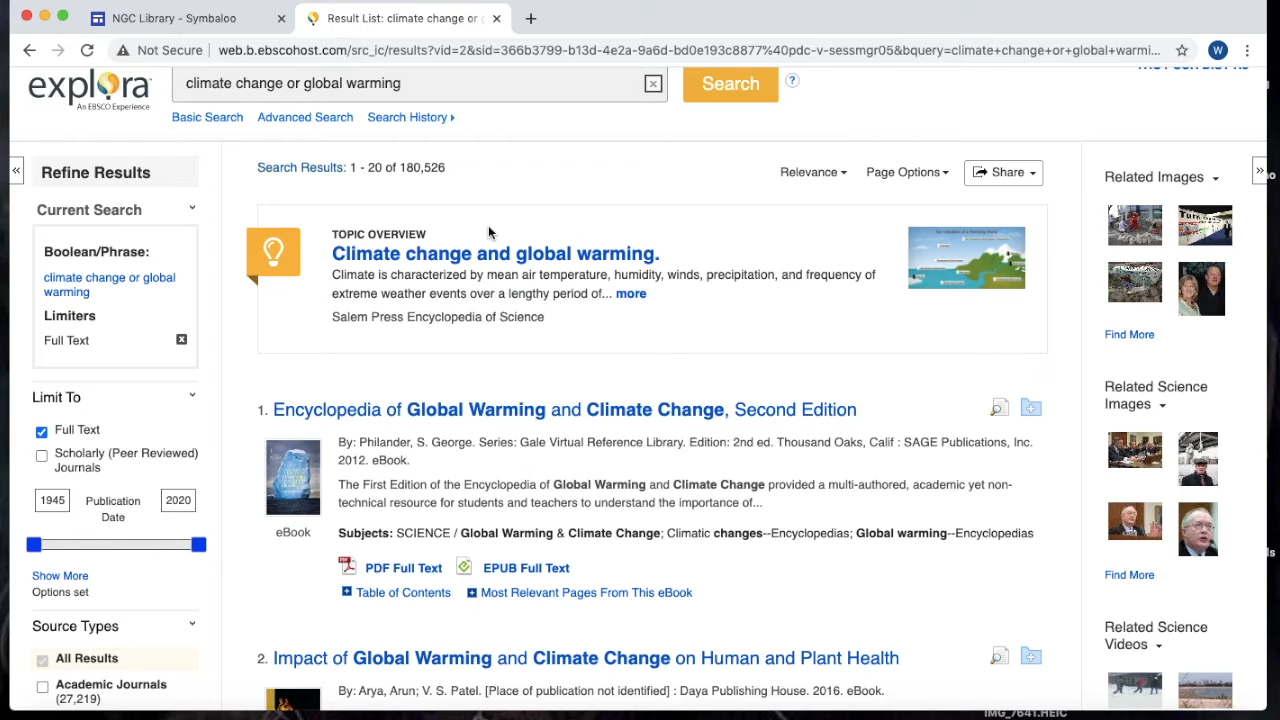 NGC Library - Symbaloo
Result List: climate change or g
Not Secure
web.b.ebscohost.com/src_ic/results?vid=2&sid=366b3799-b13d-4e2a-9a6d-bd0e193c8877%40pdc-v-sessmgr05&bquery=climate+change+or+global+warmi...
W
explora
An EBSCO Experience
climate change or global warming
Search
?
Basic Search Advanced Search Search History
Refine Results
Current Search
Boolean/Phrase:
climate change or global
warming
Limiters
Full Text
Limit To
Full Text
Scholarly (Peer Reviewed)
Journals
1945 Publication 2020
Date
Show More
Options set
Source Types
All Results
Academic Journals
(27,219)
Search Results: 1 - 20 of 180,526
Relevance Page Options Share
TOPIC OVERVIEW
Climate change and global warming.
Climate is characterized by mean air temperature, humidity, winds, precipitation, and frequency of
extreme weather events over a lengthy period of... more
Salem Press Encyclopedia of Science
1. Encyclopedia of Global Warming and Climate Change, Second Edition
By: Philander, S. George. Series: Gale Virtual Reference Library. Edition: 2nd ed. Thousand Oaks, Calif : SAGE Publications, Inc.
2012. eBook.
The First Edition of the Encyclopedia of Global Warming and Climate Change provided a multi-authored, academic yet non-
technical resource for students and teachers to understand the importance of...
eBook
Subjects: SCIENCE / Global Warming & Climate Change; Climatic changes--Encyclopedias; Global warming--Encyclopedias
PDF Full Text EPUB Full Text
Table of Contents Most Relevant Pages From This eBook
2. Impact of Global Warming and Climate Change on Human and Plant Health
By: Arya, Arun; V. S. Patel. [Place of publication not identified] : Daya Publishing House. 2016. eBook.
Related Images
Find More
Related Science
Images
Find More
Related Science
Videos
IMG_7641.HEIC